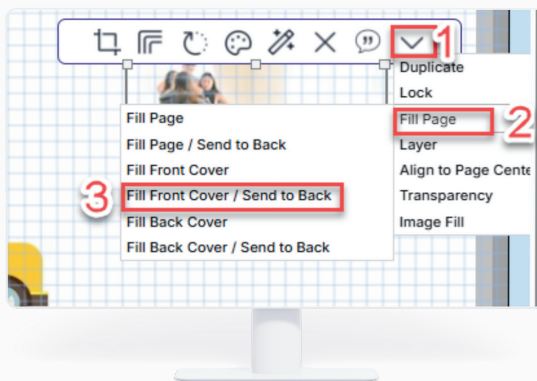 1
Duplicate
Lock
Fill Page
2
Layer
Align to Page Cente
Transparency
Image Fill
Fill Page
Fill Page / Send to Back
Fill Front Cover
3
Fill Front Cover / Send to Back
Fill Back Cover
Fill Back Cover / Send to Back